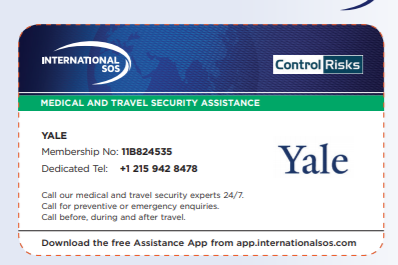 INTERNATIONAL
SOS
Control Risks
MEDICAL AND TRAVEL SECURITY ASSISTANCE
YALE
Membership No: 11B824535
Dedicated Tel: +1 215 942 8478
Yale
Call our medical and travel security experts 24/7.
Call for preventive or emergency enquiries.
Call before, during and after travel.
Download the free Assistance App from app.internationalsos.com